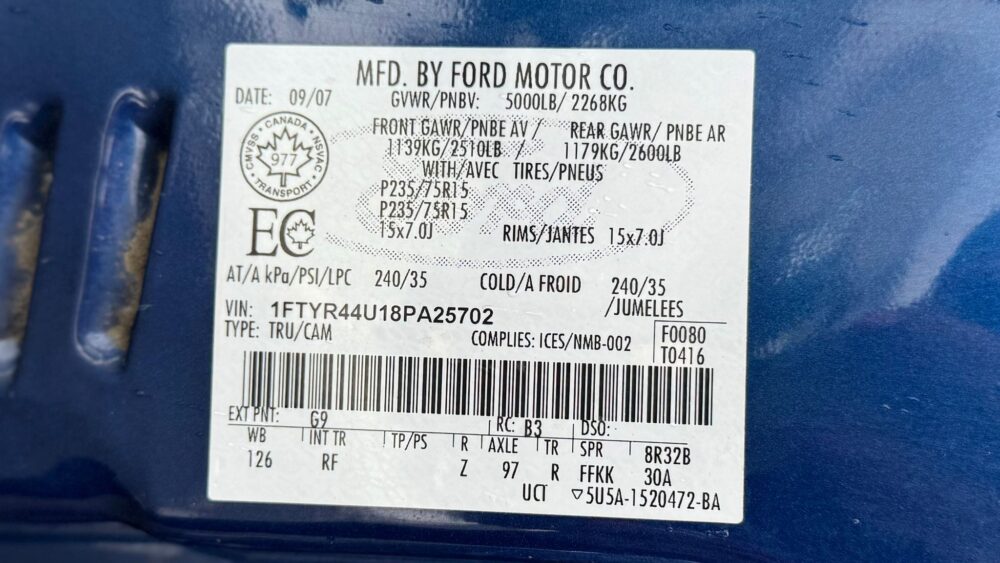 MFD. BY FORD MOTOR CO.
DATE: 09/07 GVWR/PNBV: 5000LB/ 2268KG
FRONT GAWR/PNBE AV / REAR GAWR/ PNBE AR
1139KG/2510LB / 1179KG/2600LB
WITH/AVEC TIRES/PNEUS
P235/75R15
P235/75R15
15x7.0J RIMS/JANTES 15x7.0J
CANADA
CMVSS 977 NSVAC
TRANSPORT
EC
AT/A kPa/PSI/LPC 240/35 COLD/A FROID 240/35
/JUMELEES
VIN: 1FTYR44U18PA25702
TYPE: TRU/CAM COMPLIES: ICES/NMB-002 F0080
T0416
EXT PNT: G9 RC: B3 DSO:
WB INT TR TP/PS R AXLE TR SPR 8R32B
126 RF Z 97 R FFKK 30A
UCT ▽5U5A-1520472-BA